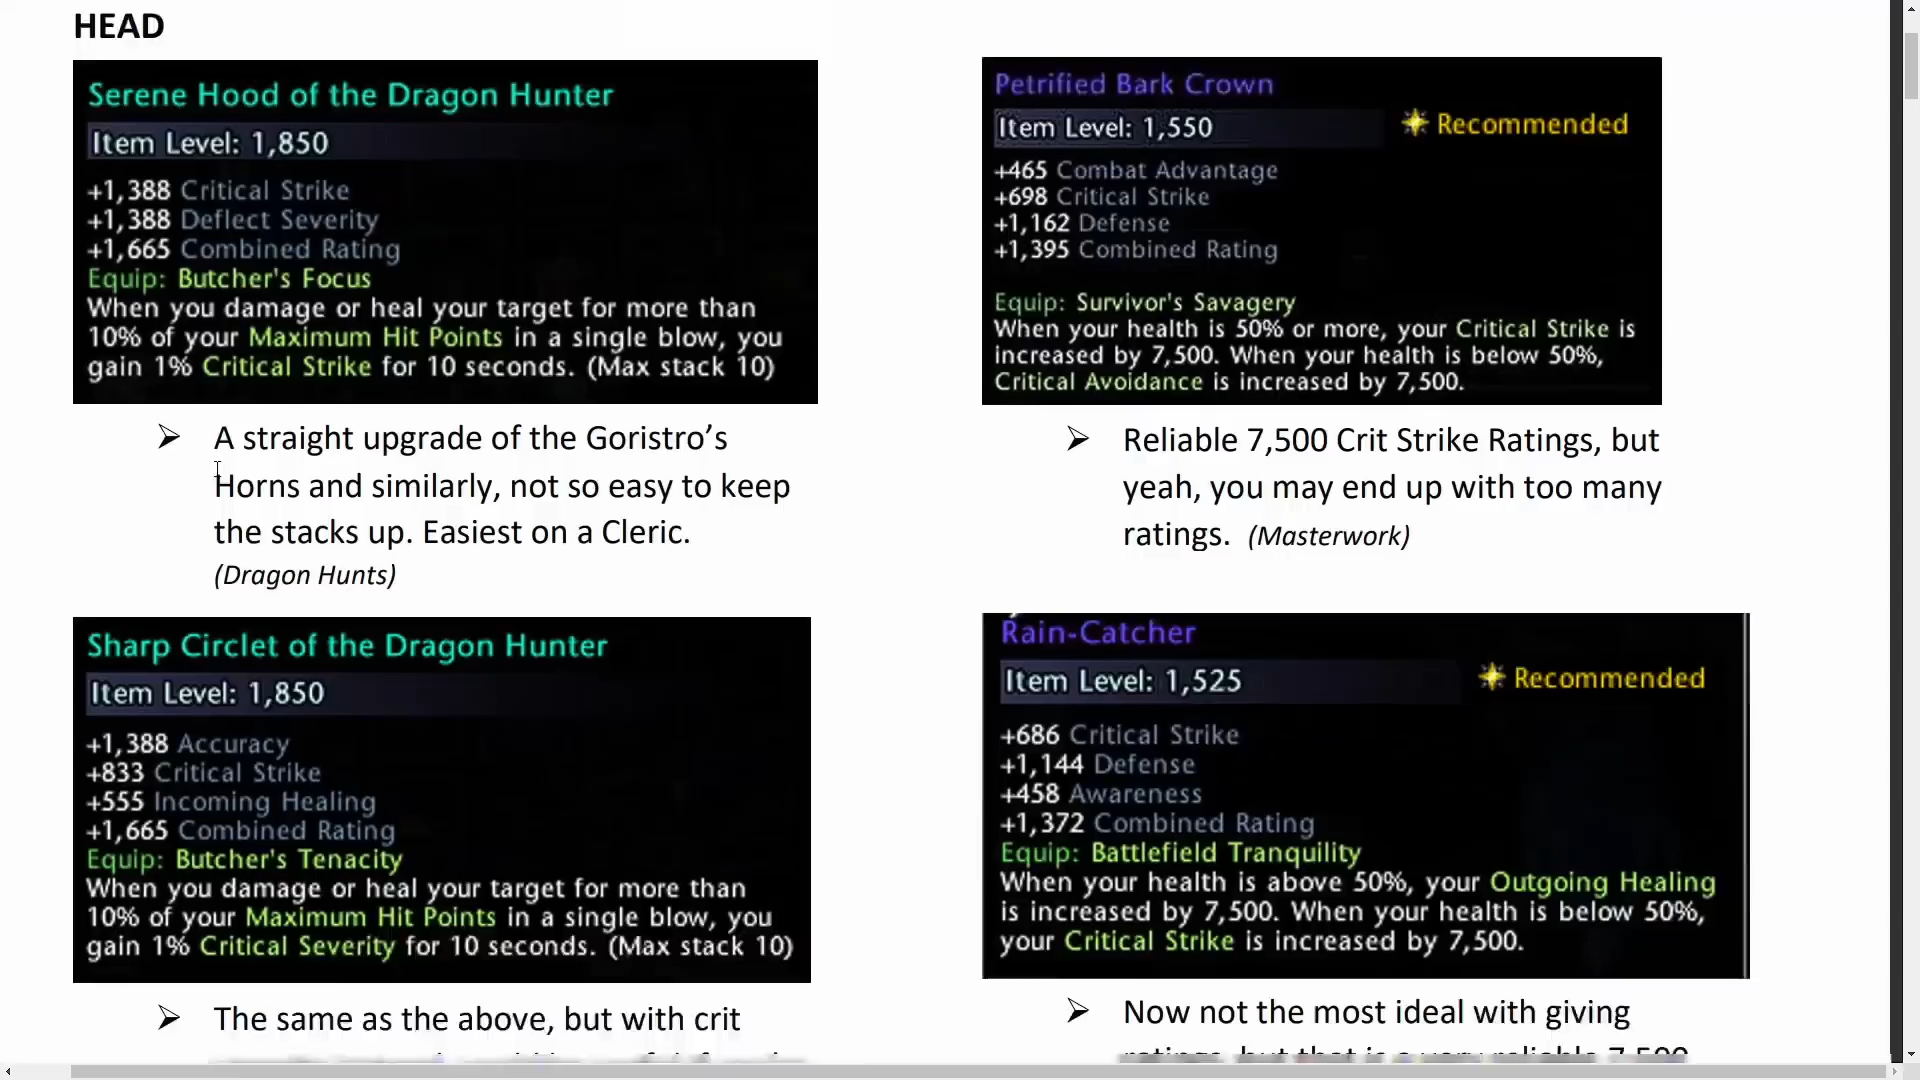 HEAD
Serene Hood of the Dragon Hunter
Item Level: 1,850
+1,388 Critical Strike
+1,388 Deflect Severity
+1,665 Combined Rating
Equip: Butcher's Focus
When you damage or heal your target for more than
10% of your Maximum Hit Points in a single blow, you
gain 1% Critical Strike for 10 seconds. (Max stack 10)
➢ A straight upgrade of the Goristro’s
Horns and similarly, not so easy to keep
the stacks up. Easiest on a Cleric.
(Dragon Hunts)
Petrified Bark Crown
Item Level: 1,550
Recommended
+465 Combat Advantage
+698 Critical Strike
+1,162 Defense
+1,395 Combined Rating
Equip: Survivor's Savagery
When your health is 50% or more, your Critical Strike is
increased by 7,500. When your health is below 50%,
Critical Avoidance is increased by 7,500.
➢ Reliable 7,500 Crit Strike Ratings, but
yeah, you may end up with too many
ratings. (Masterwork)
Sharp Circlet of the Dragon Hunter
Item Level: 1,850
+1,388 Accuracy
+833 Critical Strike
+555 Incoming Healing
+1,665 Combined Rating
Equip: Butcher's Tenacity
When you damage or heal your target for more than
10% of your Maximum Hit Points in a single blow, you
gain 1% Critical Severity for 10 seconds. (Max stack 10)
➢ The same as the above, but with crit
Rain-Catcher
Item Level: 1,525
Recommended
+686 Critical Strike
+1,144 Defense
+458 Awareness
+1,372 Combined Rating
Equip: Battlefield Tranquility
When your health is above 50%, your Outgoing Healing
is increased by 7,500. When your health is below 50%,
your Critical Strike is increased by 7,500.
➢ Now not the most ideal with giving
ratings, but that is a very reliable 7,500